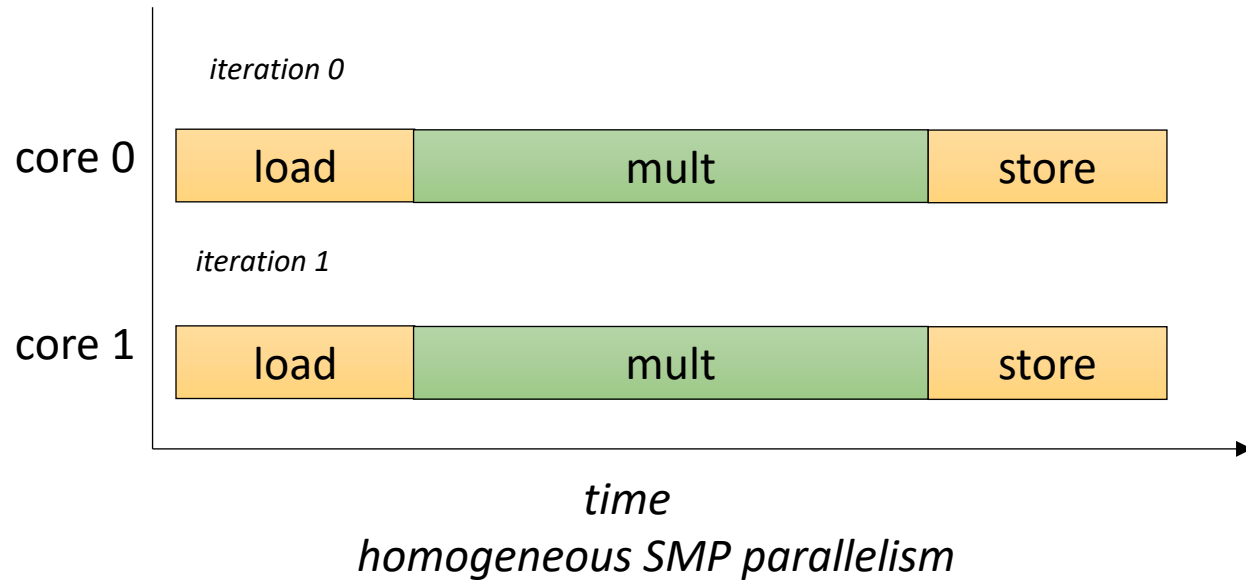 iteration 0
core 0
load mult store
iteration 1
core 1
load mult store
time
homogeneous SMP parallelism